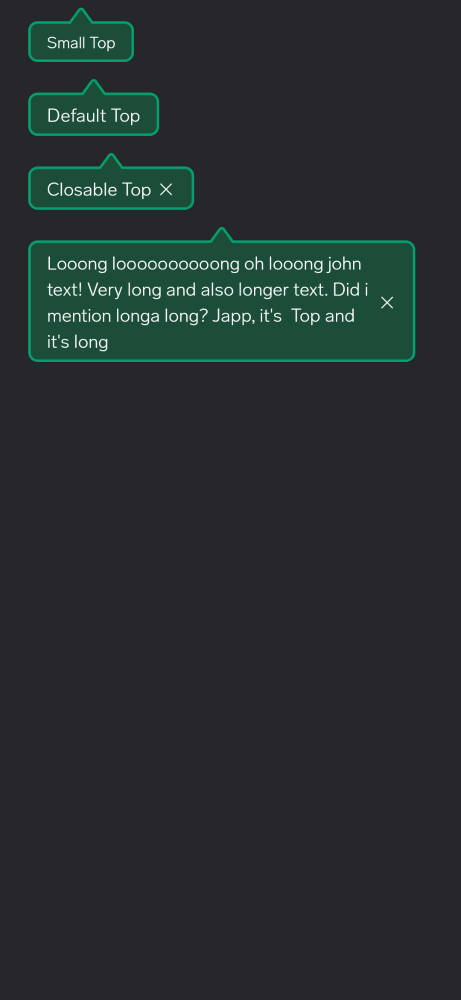 Small Top
Default Top
Closable Top
Looong loooooooooong oh looong john
text! Very long and also longer text. Did i
mention longa long? Japp, it's  Top and
it's long